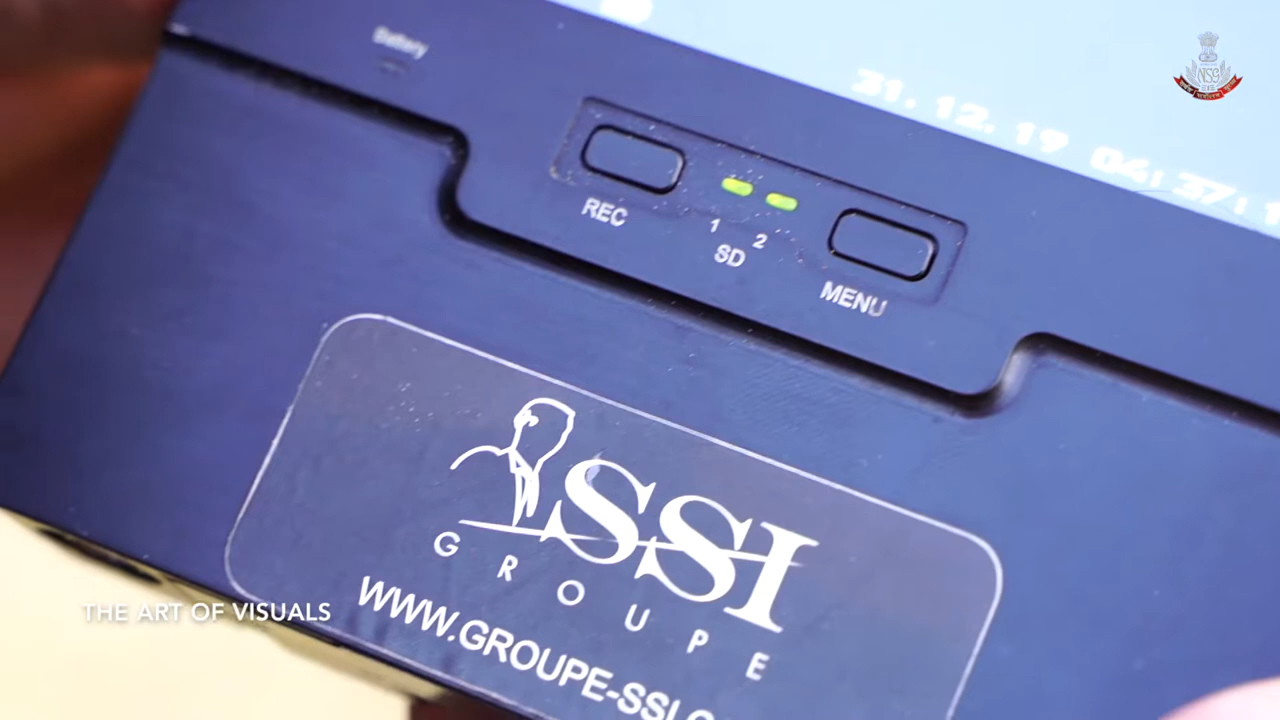 Battery
31.12.19 04:37:1
REC
1 2
SD
MENU
NSG
SSI
GROUPE
WWW.GROUPE-SSI.C
THE ART OF VISUALS